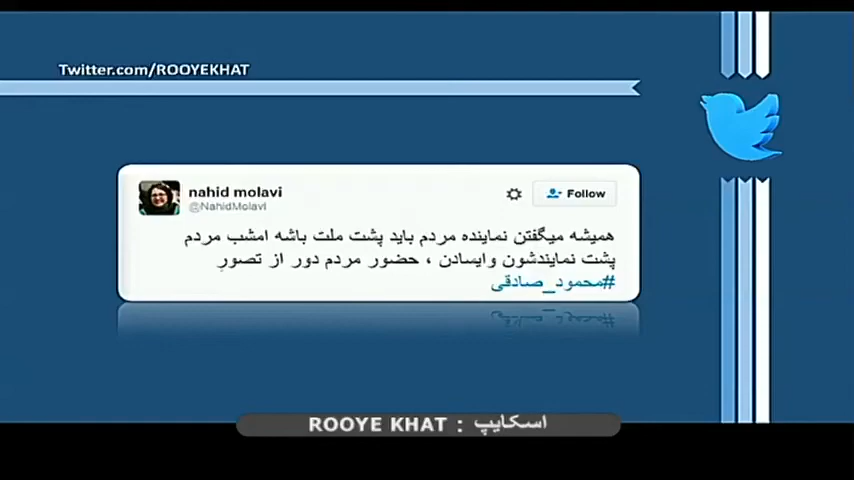 Twitter.com/ROOYEKHAT
nahid molavi
@NahidMolavi
Follow
همیشه میگفتن نماینده مردم باید پشت ملت باشه امشب مردم
پشت نمایندشون وایسادن ، حضور مردم دور از تصورِ
#محمود_صادقی
اسکایپ : ROOYE KHAT